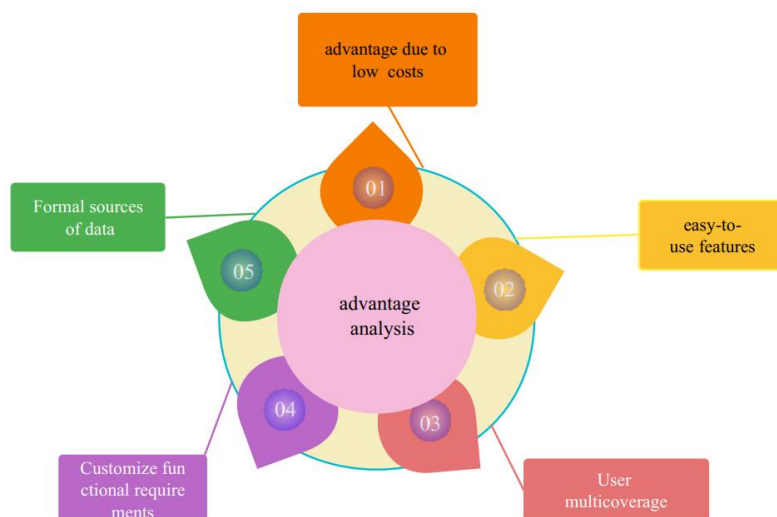 advantage due to
low costs
01
Formal sources
of data
easy-to-
use features
05
02
advantage
analysis
04
03
Customize fun
ctional require
ments
User
multicoverage